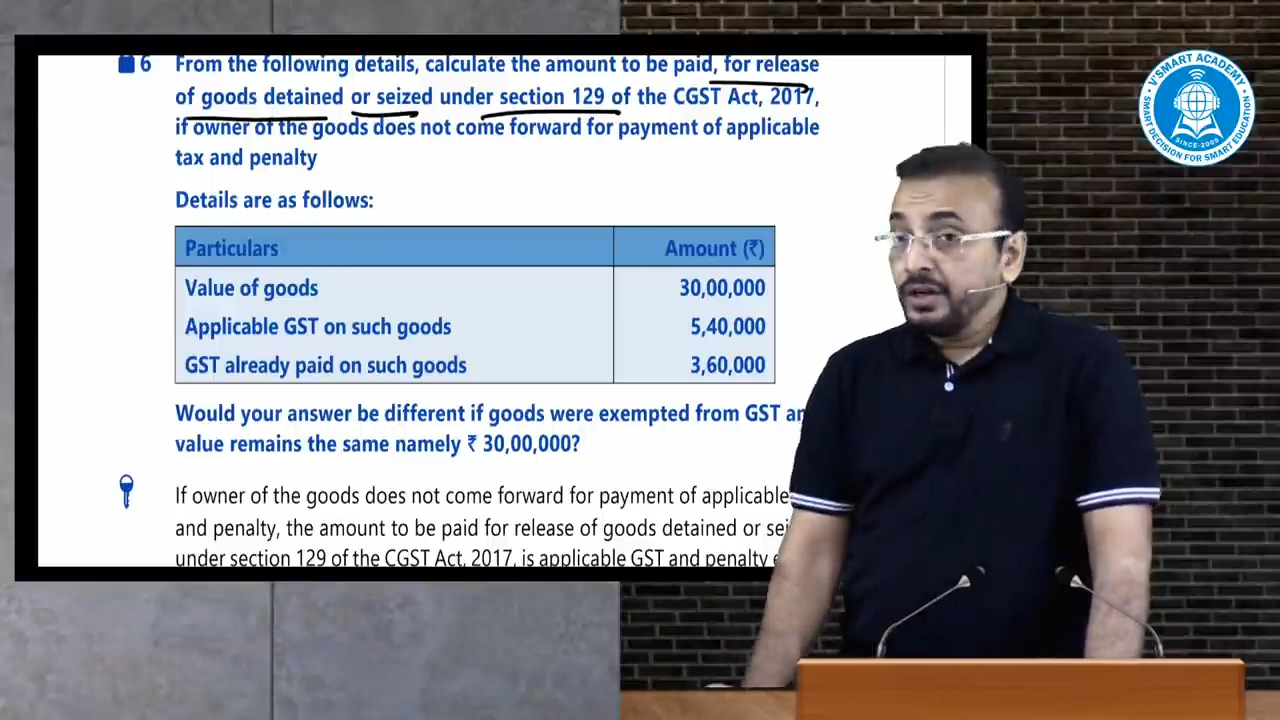 6 From the following details, calculate the amount to be paid, for release
of goods detained or seized under section 129 of the CGST Act, 2017,
if owner of the goods does not come forward for payment of applicable
tax and penalty
Details are as follows:
Particulars Amount (₹)
Value of goods 30,00,000
Applicable GST on such goods 5,40,000
GST already paid on such goods 3,60,000
Would your answer be different if goods were exempted from GST
value remains the same namely ₹ 30,00,000?
If owner of the goods does not come forward for payment of applicable
and penalty, the amount to be paid for release of goods detained or
under section 129 of the CGST Act, 2017, is applicable GST and penalty
V'SMART ACADEMY
SINCE-2009
SMART DECISION FOR SMART EDUCATION